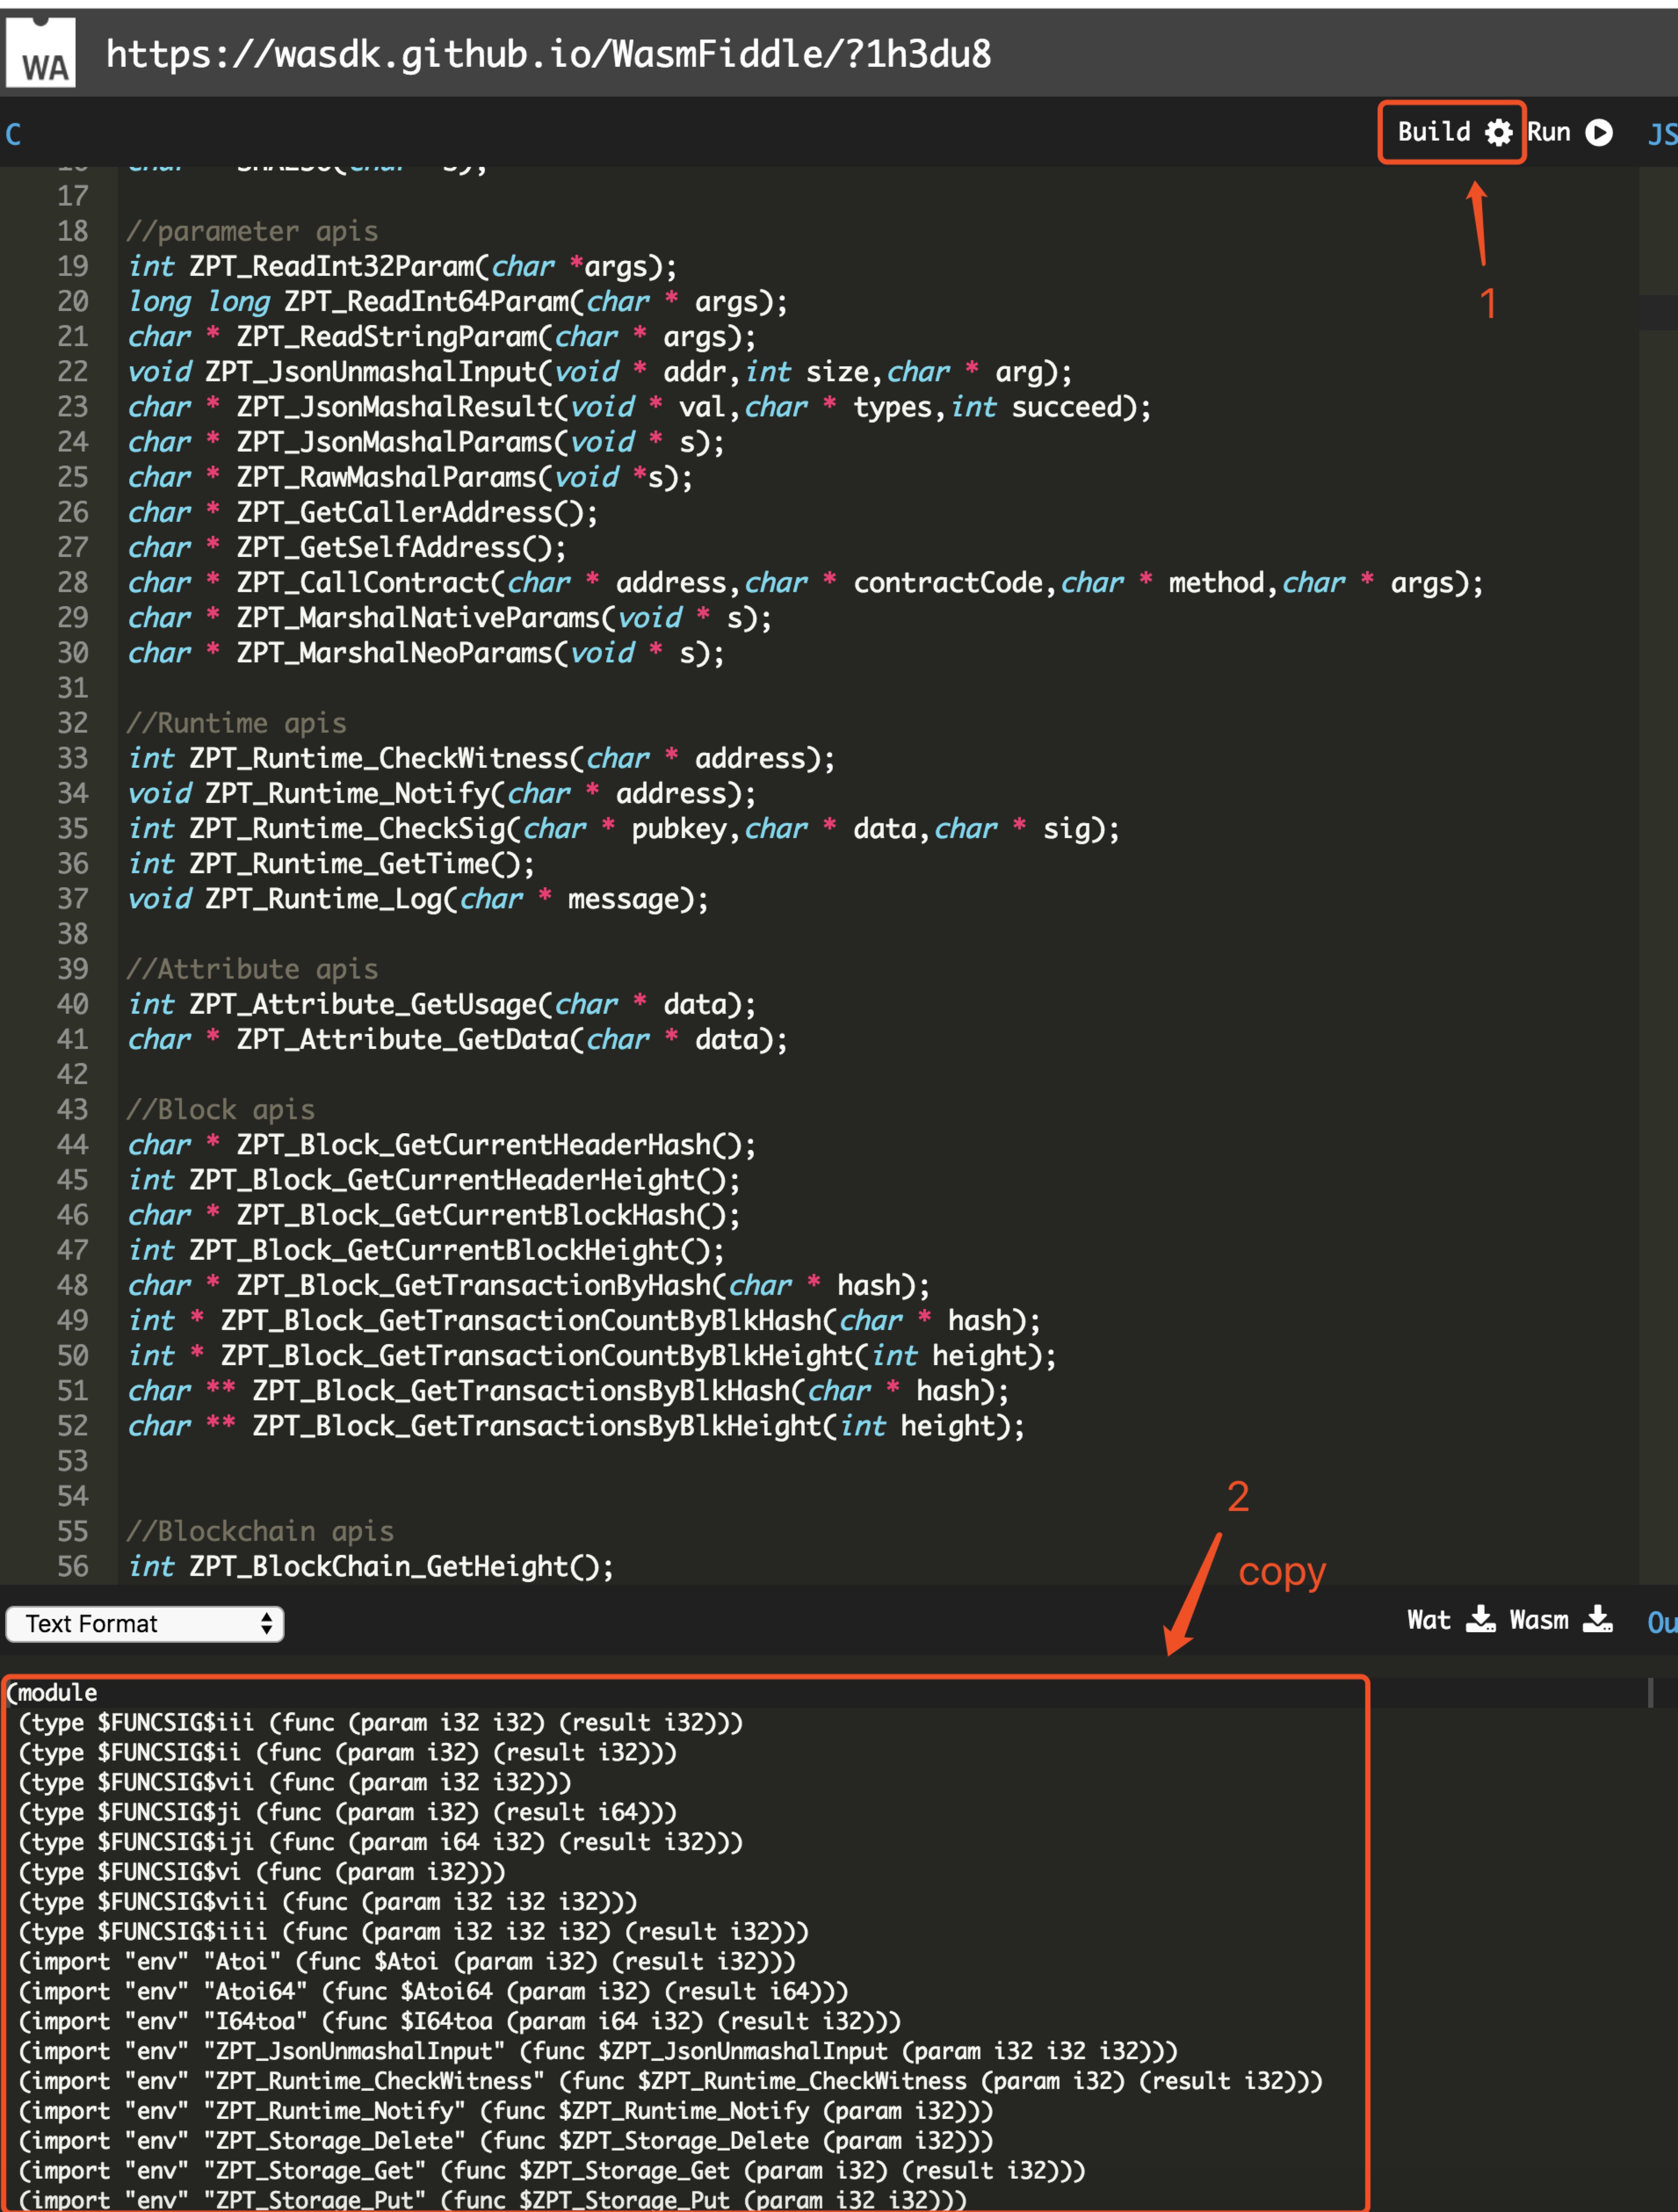 WA https://wasdk.github.io/WasmFiddle/?1h3du8
C Build Run JS
17
18 //parameter apis
19 int ZPT_ReadInt32Param(char *args);
20 long long ZPT_ReadInt64Param(char * args);
21 char * ZPT_ReadStringParam(char * args);
22 void ZPT_JsonUnmashalInput(void * addr,int size,char * arg);
23 char * ZPT_JsonMashalResult(void * val,char * types,int succeed);
24 char * ZPT_JsonMashalParams(void * s);
25 char * ZPT_RawMashalParams(void *s);
26 char * ZPT_GetCallerAddress();
27 char * ZPT_GetSelfAddress();
28 char * ZPT_CallContract(char * address,char * contractCode,char * method,char * args);
29 char * ZPT_MarshalNativeParams(void * s);
30 char * ZPT_MarshalNeoParams(void * s);
31
32 //Runtime apis
33 int ZPT_Runtime_CheckWitness(char * address);
34 void ZPT_Runtime_Notify(char * address);
35 int ZPT_Runtime_CheckSig(char * pubkey,char * data,char * sig);
36 int ZPT_Runtime_GetTime();
37 void ZPT_Runtime_Log(char * message);
38
39 //Attribute apis
40 int ZPT_Attribute_GetUsage(char * data);
41 char * ZPT_Attribute_GetData(char * data);
42
43 //Block apis
44 char * ZPT_Block_GetCurrentHeaderHash();
45 int ZPT_Block_GetCurrentHeaderHeight();
46 char * ZPT_Block_GetCurrentBlockHash();
47 int ZPT_Block_GetCurrentBlockHeight();
48 char * ZPT_Block_GetTransactionByHash(char * hash);
49 int * ZPT_Block_GetTransactionCountByBlkHash(char * hash);
50 int * ZPT_Block_GetTransactionCountByBlkHeight(int height);
51 char ** ZPT_Block_GetTransactionsByBlkHash(char * hash);
52 char ** ZPT_Block_GetTransactionsByBlkHeight(int height);
53
54
55 //Blockchain apis
56 int ZPT_BlockChain_GetHeight();
1
2
copy
Text Format Wat Wasm Ou
(module
(type $FUNCSIG$iii (func (param i32 i32) (result i32)))
(type $FUNCSIG$ii (func (param i32) (result i32)))
(type $FUNCSIG$vii (func (param i32 i32)))
(type $FUNCSIG$ji (func (param i32) (result i64)))
(type $FUNCSIG$iji (func (param i64 i32) (result i32)))
(type $FUNCSIG$vi (func (param i32)))
(type $FUNCSIG$viii (func (param i32 i32 i32)))
(type $FUNCSIG$iiii (func (param i32 i32 i32) (result i32)))
(import "env" "Atoi" (func $Atoi (param i32) (result i32)))
(import "env" "Atoi64" (func $Atoi64 (param i32) (result i64)))
(import "env" "I64toa" (func $I64toa (param i64 i32) (result i32)))
(import "env" "ZPT_JsonUnmashalInput" (func $ZPT_JsonUnmashalInput (param i32 i32 i32)))
(import "env" "ZPT_Runtime_CheckWitness" (func $ZPT_Runtime_CheckWitness (param i32) (result i32)))
(import "env" "ZPT_Runtime_Notify" (func $ZPT_Runtime_Notify (param i32)))
(import "env" "ZPT_Storage_Delete" (func $ZPT_Storage_Delete (param i32)))
(import "env" "ZPT_Storage_Get" (func $ZPT_Storage_Get (param i32) (result i32)))
(import "env" "ZPT_Storage_Put" (func $ZPT_Storage_Put (param i32 i32)))